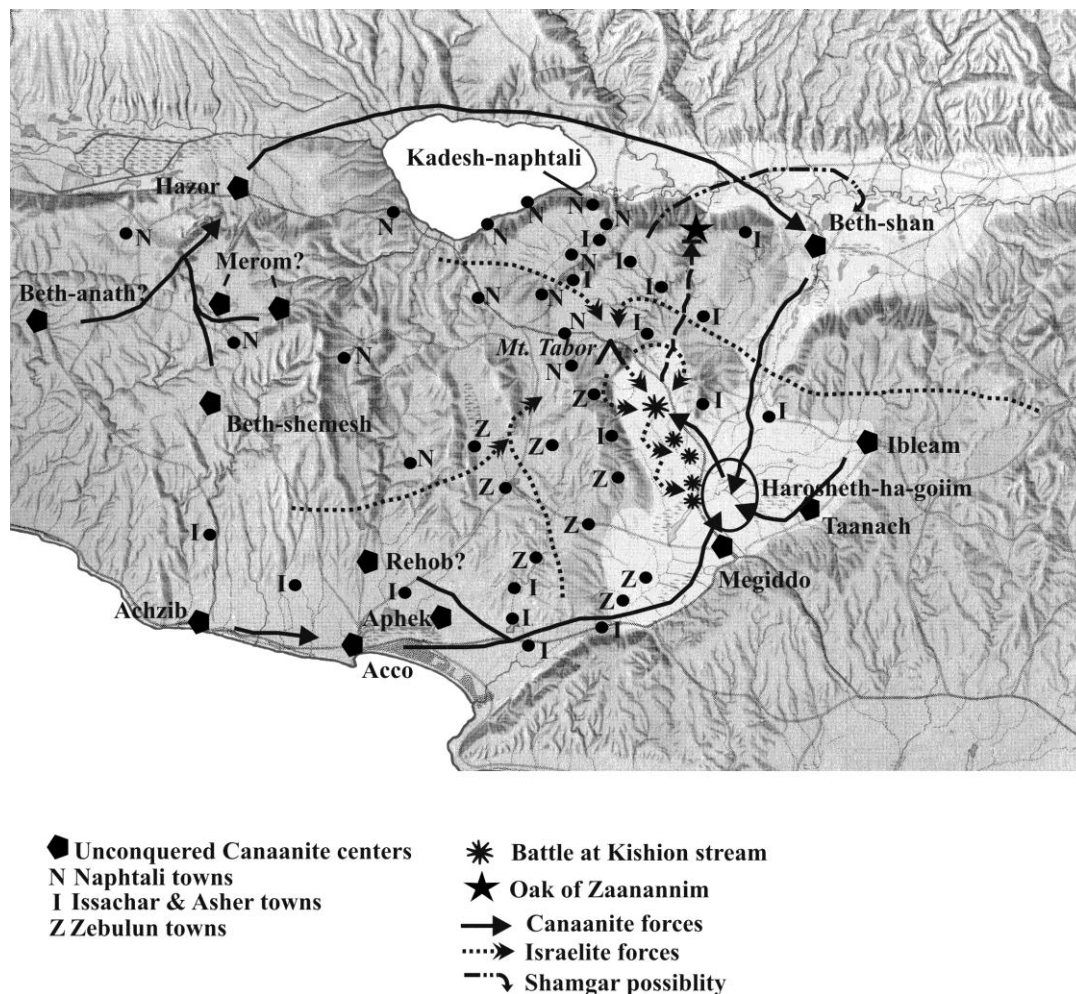 Kadesh-naphtali
Hazor
N
N
N
N
N
N
I
I
Beth-shan
Merom?
N
I
I
Beth-anath?
N
N
I
N
I
N
Mt. Tabor
N
N
Z
I
Beth-shemesh
I
Z
Z
I
Ibleam
N
Z
Z
Harosheth-ha-goiim
Taanach
Z
I
Rehob?
Z
Megiddo
I
I
I
Z
Achzib
Aphek
Z
I
I
I
Acco
Unconquered Canaanite centers
N Naphtali towns
I Issachar & Asher towns
Z Zebulun towns
Battle at Kishion stream
Oak of Zaanannim
Canaanite forces
Israelite forces
Shamgar possiblity